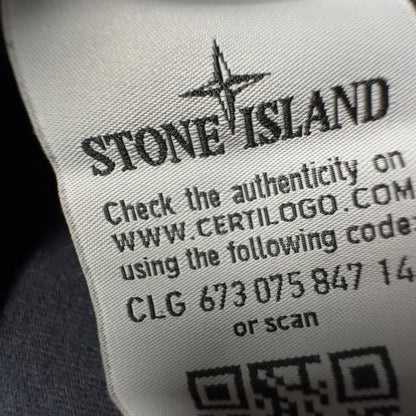 STONE ISLAND
Check the authenticity on
WWW.CERTILOGO.COM
using the following code:
CLG 673 075 847 14
or scan